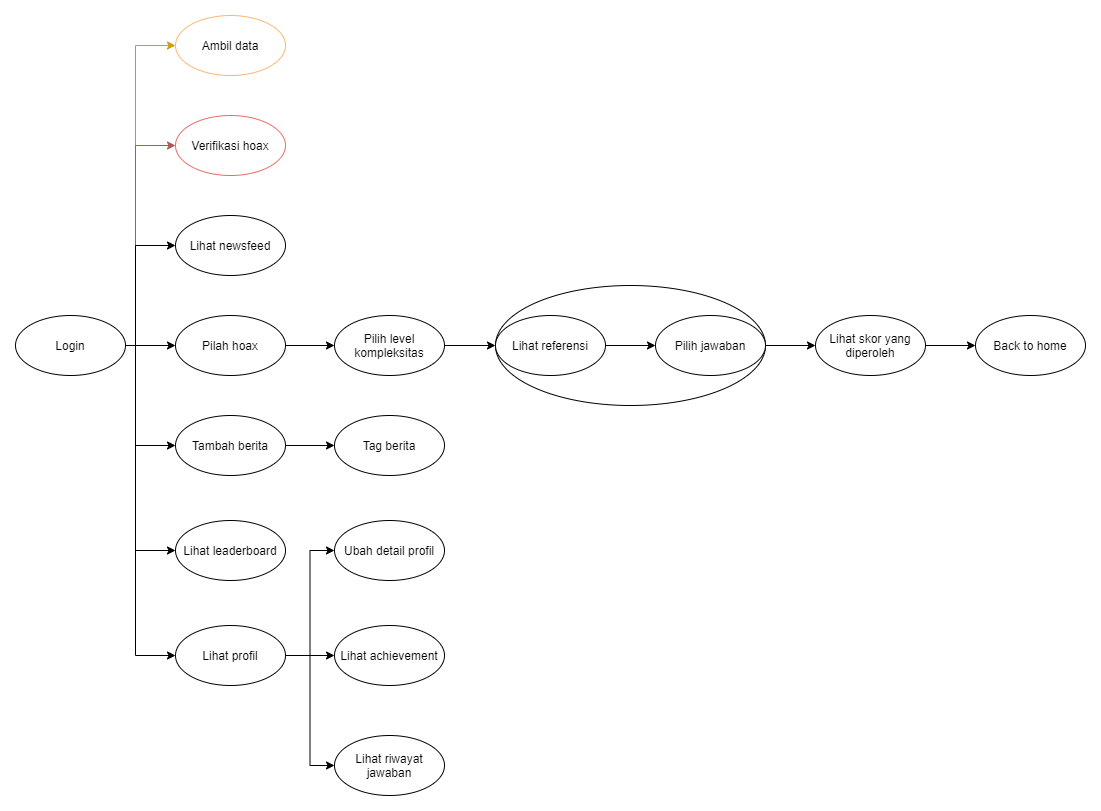 Ambil data
Verifikasi hoax
Lihat newsfeed
Login
Pilah hoax
Pilih level
kompleksitas
Lihat referensi
Pilih jawaban
Lihat skor yang
diperoleh
Back to home
Tambah berita
Tag berita
Lihat leaderboard
Ubah detail profil
Lihat profil
Lihat achievement
Lihat riwayat
jawaban